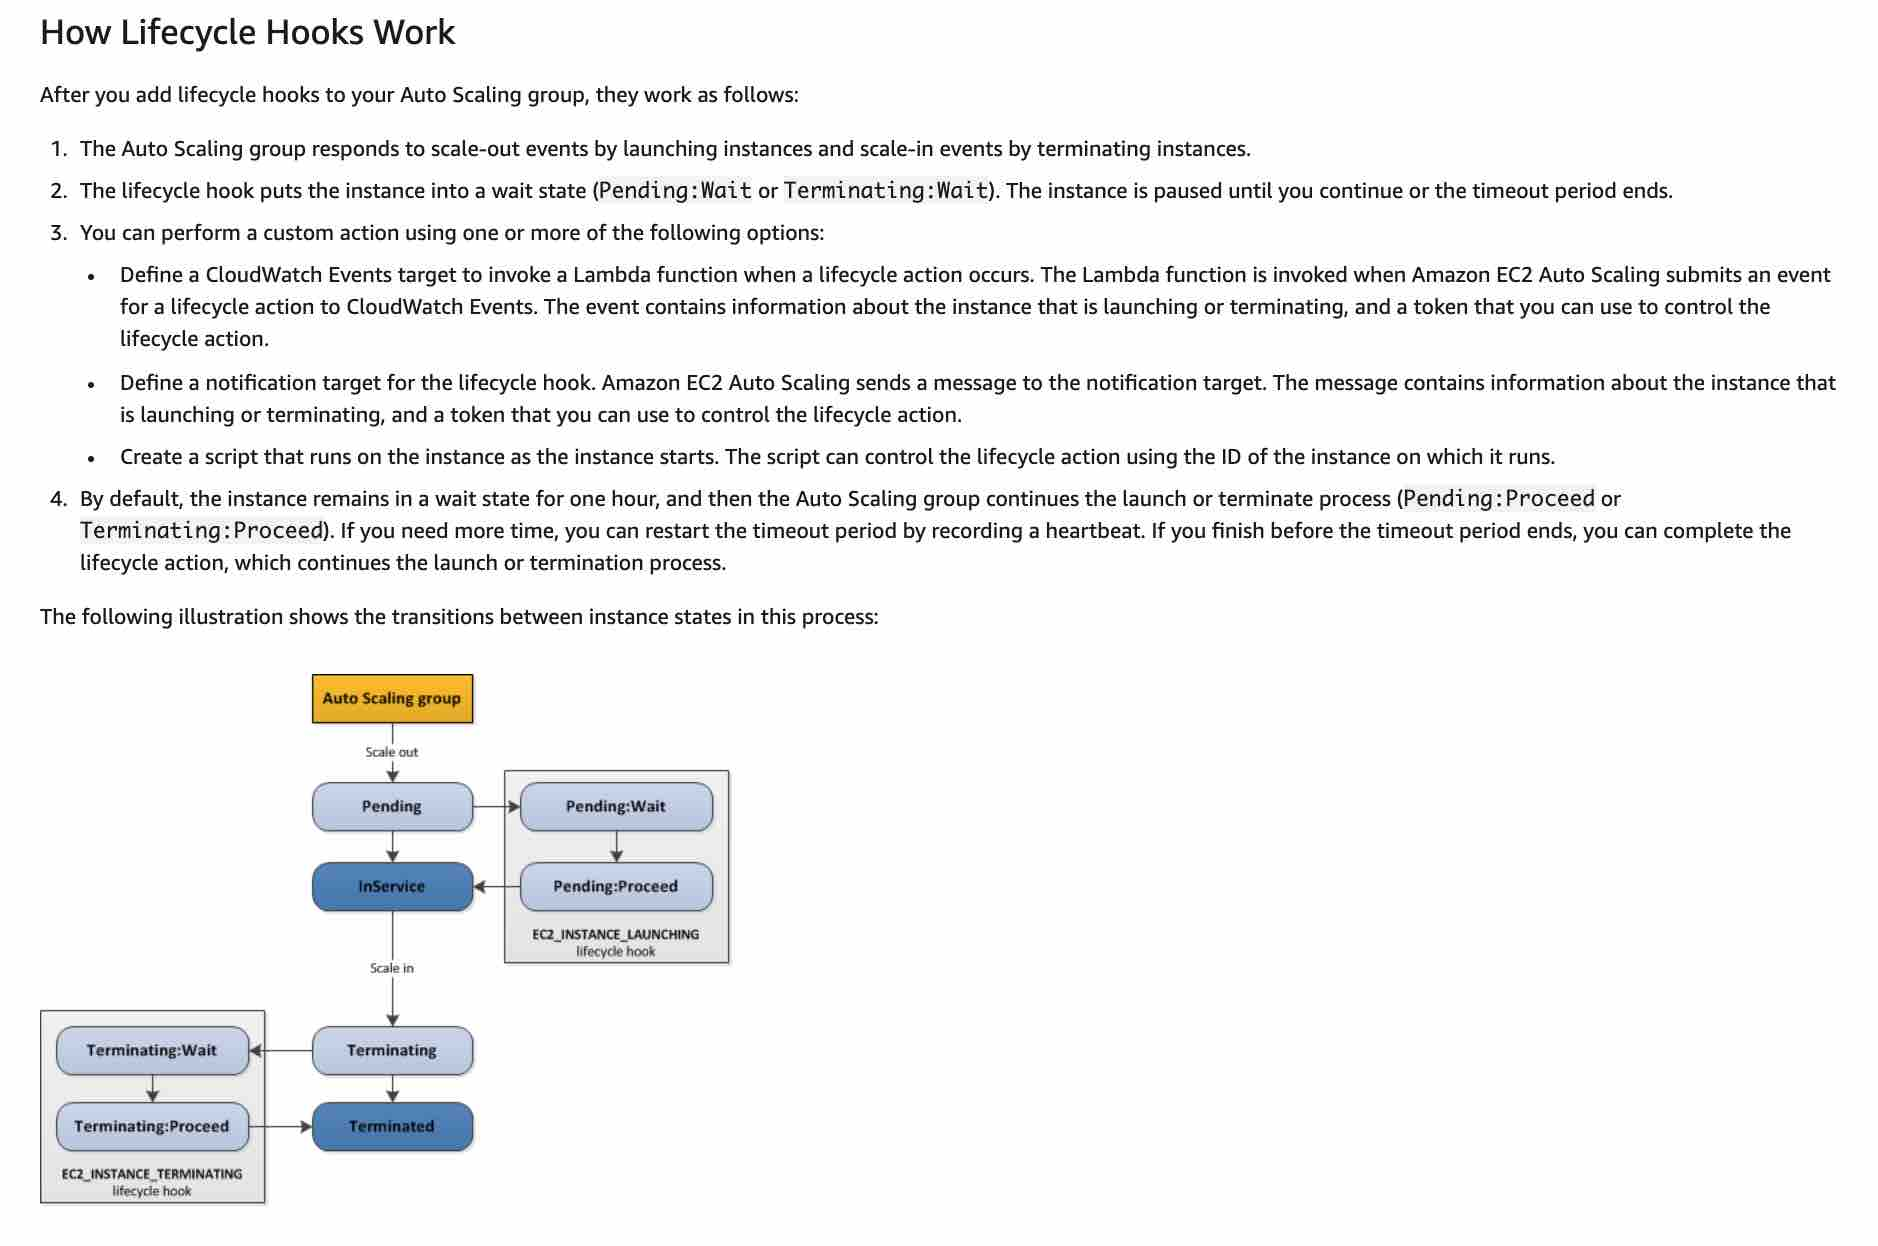 How Lifecycle Hooks Work
After you add lifecycle hooks to your Auto Scaling group, they work as follows:
1. The Auto Scaling group responds to scale-out events by launching instances and scale-in events by terminating instances.
2. The lifecycle hook puts the instance into a wait state (Pending:Wait or Terminating:Wait). The instance is paused until you continue or the timeout period ends.
3. You can perform a custom action using one or more of the following options:
• Define a CloudWatch Events target to invoke a Lambda function when a lifecycle action occurs. The Lambda function is invoked when Amazon EC2 Auto Scaling submits an event
for a lifecycle action to CloudWatch Events. The event contains information about the instance that is launching or terminating, and a token that you can use to control the
lifecycle action.
• Define a notification target for the lifecycle hook. Amazon EC2 Auto Scaling sends a message to the notification target. The message contains information about the instance that
is launching or terminating, and a token that you can use to control the lifecycle action.
• Create a script that runs on the instance as the instance starts. The script can control the lifecycle action using the ID of the instance on which it runs.
4. By default, the instance remains in a wait state for one hour, and then the Auto Scaling group continues the launch or terminate process (Pending:Proceed or
Terminating:Proceed). If you need more time, you can restart the timeout period by recording a heartbeat. If you finish before the timeout period ends, you can complete the
lifecycle action, which continues the launch or termination process.
The following illustration shows the transitions between instance states in this process:
Auto Scaling group
Scale out
Pending
Pending:Wait
InService
Pending:Proceed
EC2_INSTANCE_LAUNCHING
lifecycle hook
Scale in
Terminating:Wait
Terminating
Terminating:Proceed
Terminated
EC2_INSTANCE_TERMINATING
lifecycle hook